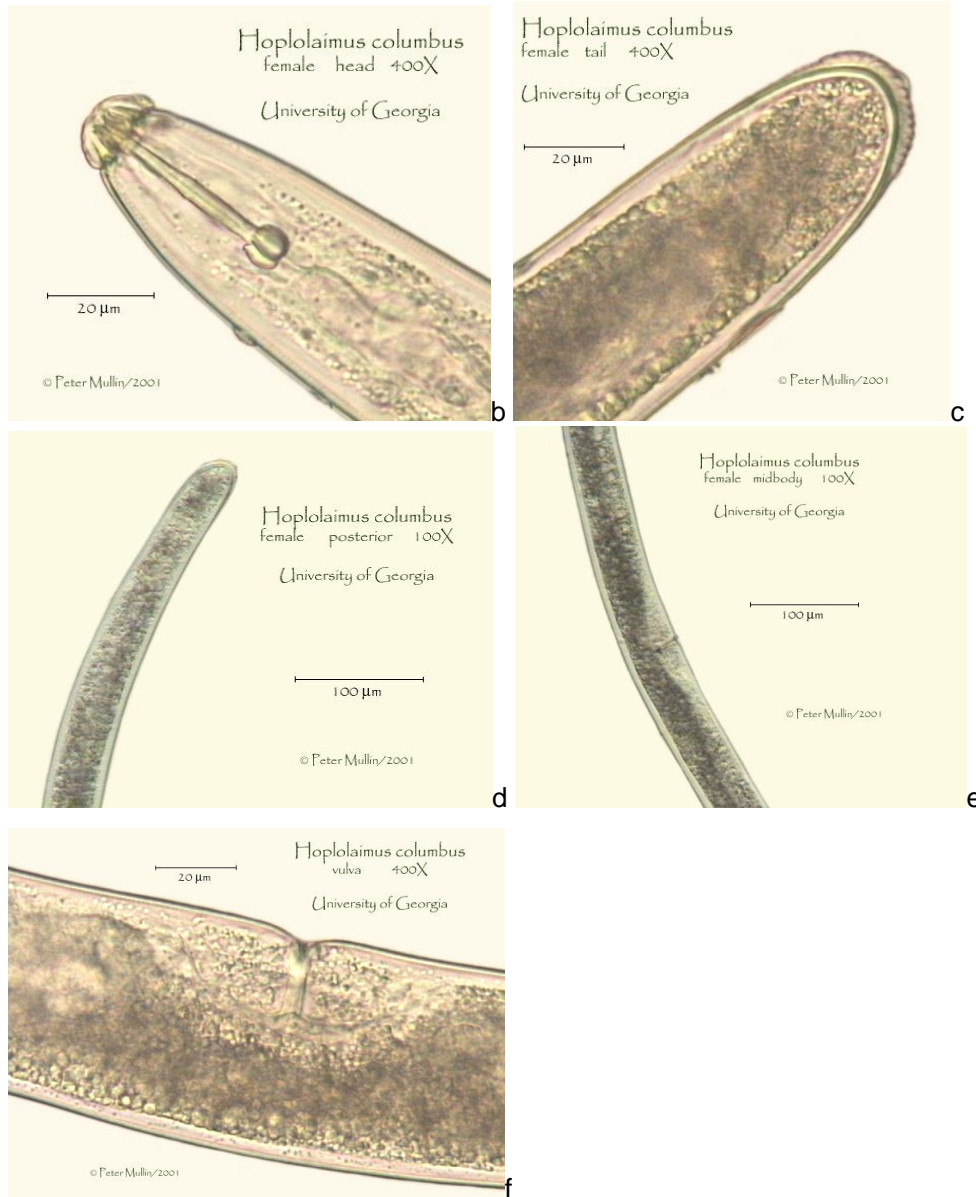 Hoplolaimus columbus
female head 400X
University of Georgia
20 µm
© Peter Mullin/2001
b
Hoplolaimus columbus
female tail 400X
University of Georgia
20 µm
© Peter Mullin/2001
c
Hoplolaimus columbus
female posterior 100X
University of Georgia
100 µm
© Peter Mullin/2001
d
Hoplolaimus columbus
female midbody 100X
University of Georgia
100 µm
© Peter Mullin/2001
e
Hoplolaimus columbus
vulva 400X
20 µm
University of Georgia
© Peter Mullin/2001
f